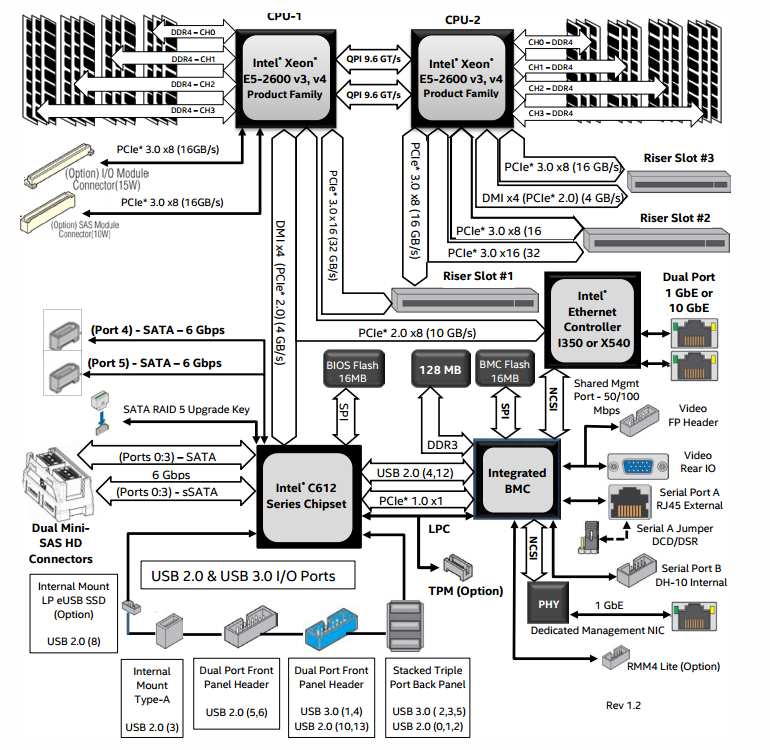 CPU-1
CPU-2
DDR4 – CH0
DDR4 – CH1
DDR4 – CH2
DDR4 – CH3
Intel® Xeon®
E5-2600 v3, v4
Product Family
QPI 9.6 GT/s
QPI 9.6 GT/s
Intel® Xeon®
E5-2600 v3, v4
Product Family
CH0 – DDR4
CH1 – DDR4
CH2 – DDR4
CH3 – DDR4
PCIe* 3.0 x8 (16GB/s)
(Option) I/O Module
Connector(15W)
PCIe* 3.0 x8 (16GB/s)
(Option) SAS Module
Connector(10W)
DMI x4 (PCIe* 2.0)(4 GB/s)
PCIe* 3.0 x16 (32 GB/s)
PCIe* 3.0 x8 (16 GB/s)
PCIe* 3.0 x8 (16 GB/s)
Riser Slot #3
DMI x4 (PCIe* 2.0) (4 GB/s)
PCIe* 3.0 x8 (16
Riser Slot #2
PCIe* 3.0 x16 (32
Riser Slot #1
PCIe* 2.0 x8 (10 GB/s)
Intel®
Ethernet
Controller
I350 or X540
Dual Port
1 GbE or
10 GbE
(Port 4) - SATA – 6 Gbps
(Port 5) - SATA – 6 Gbps
SATA RAID 5 Upgrade Key
BIOS Flash
16MB
128 MB
BMC Flash
16MB
SPI
DDR3
SPI
NCSI
Shared Mgmt
Port - 50/100
Mbps
Video
FP Header
(Ports 0:3) – SATA
6 Gbps
(Ports 0:3) – sSATA
Dual Mini-
SAS HD
Connectors
Intel® C612
Series Chipset
USB 2.0 (4,12)
PCIe* 1.0 x1
LPC
TPM (Option)
Integrated
BMC
Video
Rear IO
Serial Port A
RJ45 External
Serial A Jumper
DCD/DSR
Serial Port B
DH-10 Internal
NCSI
PHY
1 GbE
Dedicated Management NIC
RMM4 Lite (Option)
USB 2.0 & USB 3.0 I/O Ports
Internal Mount
LP eUSB SSD
(Option)
USB 2.0 (8)
Internal
Mount
Type-A
USB 2.0 (3)
Dual Port Front
Panel Header
USB 2.0 (5,6)
Dual Port Front
Panel Header
USB 3.0 (1,4)
USB 2.0 (10,13)
Stacked Triple
Port Back Panel
USB 3.0 ( 2,3,5)
USB 2.0 (0,1,2)
Rev 1.2